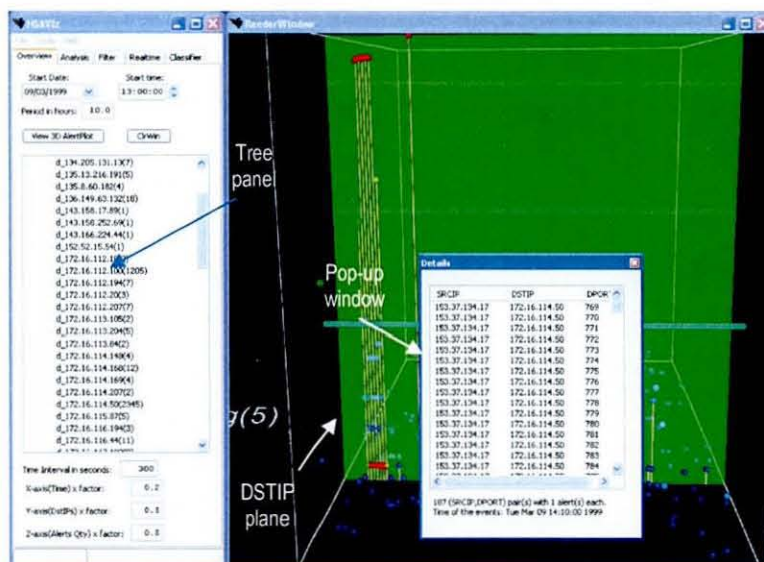 HSAViz
RenderWindow
Overview Analysis Filter Realtime Classifier
Start Date: Start time:
09/03/1999 13:00:00
Period in hours: 10.0
View 3D AlertPlot ClrWin
d_134.205.131.13(7)
d_135.13.216.191(5)
d_135.8.60.182(4)
d_136.149.63.132(18)
d_143.158.17.89(1)
d_143.158.252.69(1)
d_143.166.224.44(1)
d_152.52.15.54(1)
d_172.16.112.100(1205)
d_172.16.112.194(7)
d_172.16.112.20(3)
d_172.16.112.207(7)
d_172.16.113.105(2)
d_172.16.113.204(5)
d_172.16.113.84(2)
d_172.16.114.148(4)
d_172.16.114.168(12)
d_172.16.114.169(4)
d_172.16.114.207(2)
d_172.16.114.50(2345)
d_172.16.115.87(5)
d_172.16.116.194(3)
d_172.16.116.44(11)
Time Interval in seconds: 300
X-axis(Time) x factor: 0.2
Y-axis(DstIPs) x factor:
Z-axis(Alerts Qty) x factor: 0.8
Tree
pane
Pop-up
window
g(5)
DSTIP
plane
Details
SRCIP DSTIP DPORT
153.37.134.17 172.16.114.50 769
153.37.134.17 172.16.114.50 770
153.37.134.17 172.16.114.50 771
153.37.134.17 172.16.114.50 772
153.37.134.17 172.16.114.50 773
153.37.134.17 172.16.114.50 774
153.37.134.17 172.16.114.50 775
153.37.134.17 172.16.114.50 776
153.37.134.17 172.16.114.50 777
153.37.134.17 172.16.114.50 778
153.37.134.17 172.16.114.50 779
153.37.134.17 172.16.114.50 780
153.37.134.17 172.16.114.50 781
153.37.134.17 172.16.114.50 782
153.37.134.17 172.16.114.50 783
153.37.134.17 172.16.114.50 784
187 (SRCIP,DPORT) pair(s) with 1 alert(s) each.
Time of the events: Tue Mar 09 14:10:00 1999